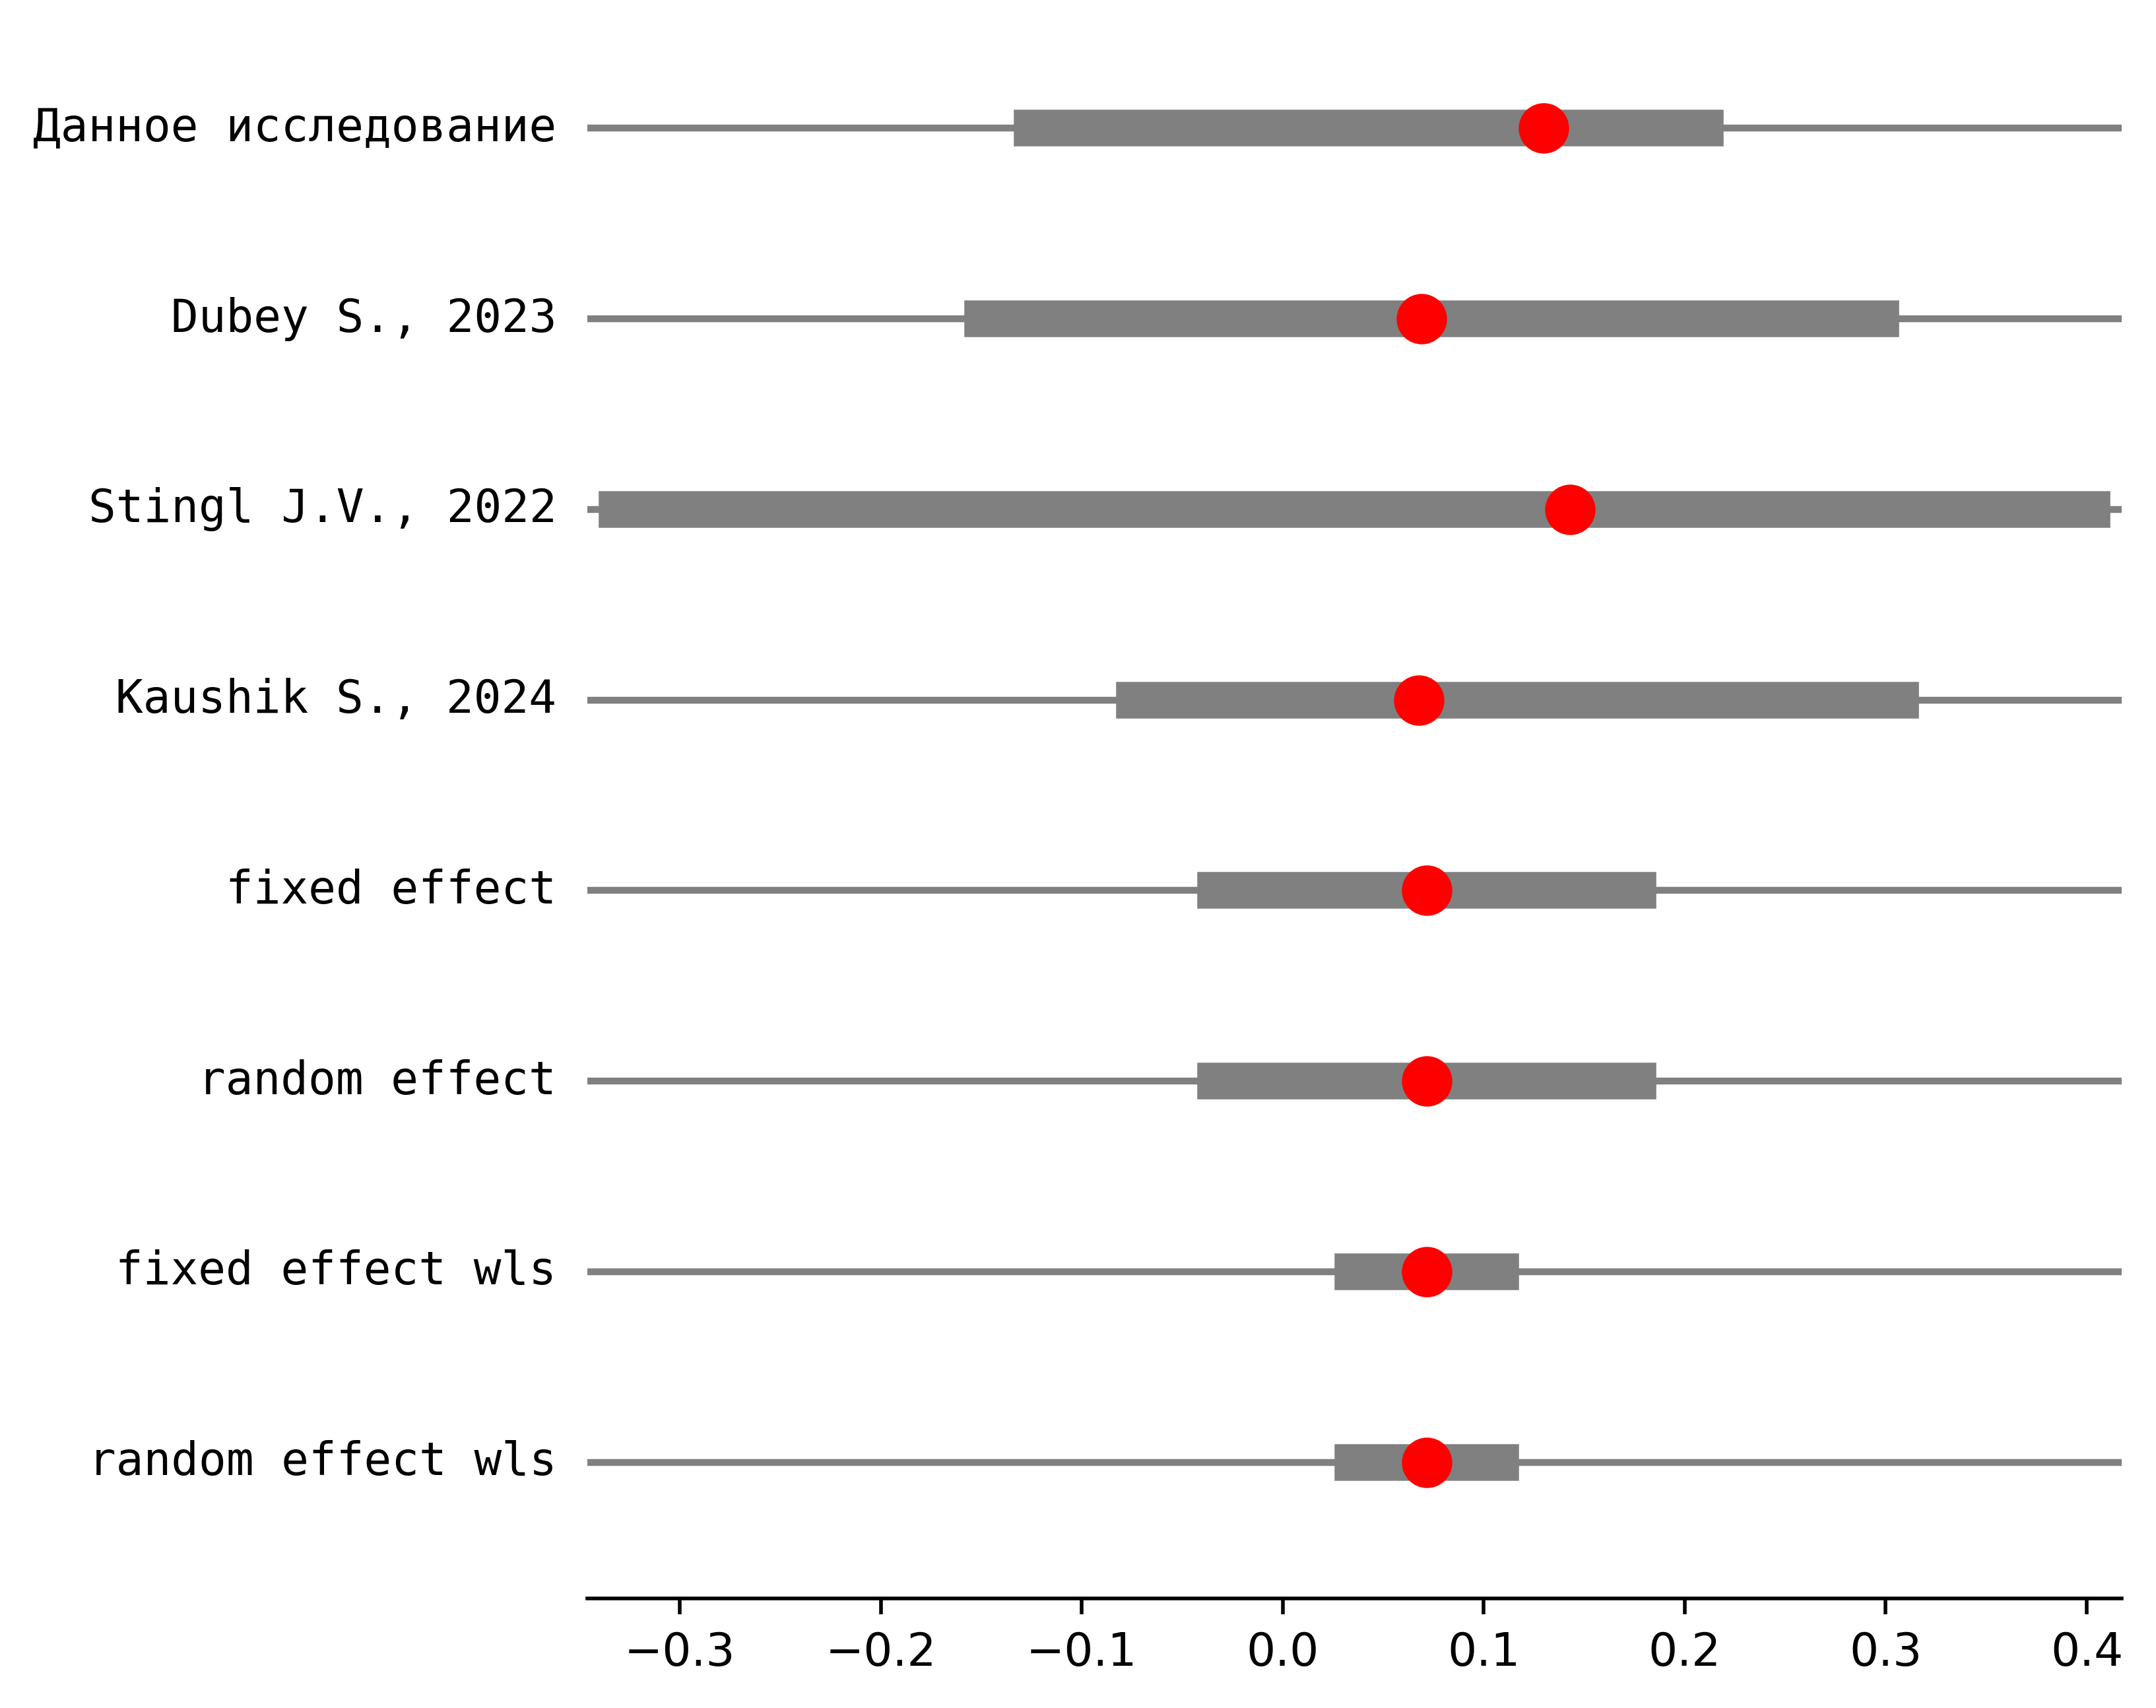 Данное исследование
Dubey S., 2023
Stingl J.V., 2022
Kaushik S., 2024
fixed effect
random effect
fixed effect wls
random effect wls
−0.3 −0.2 −0.1 0.0 0.1 0.2 0.3 0.4